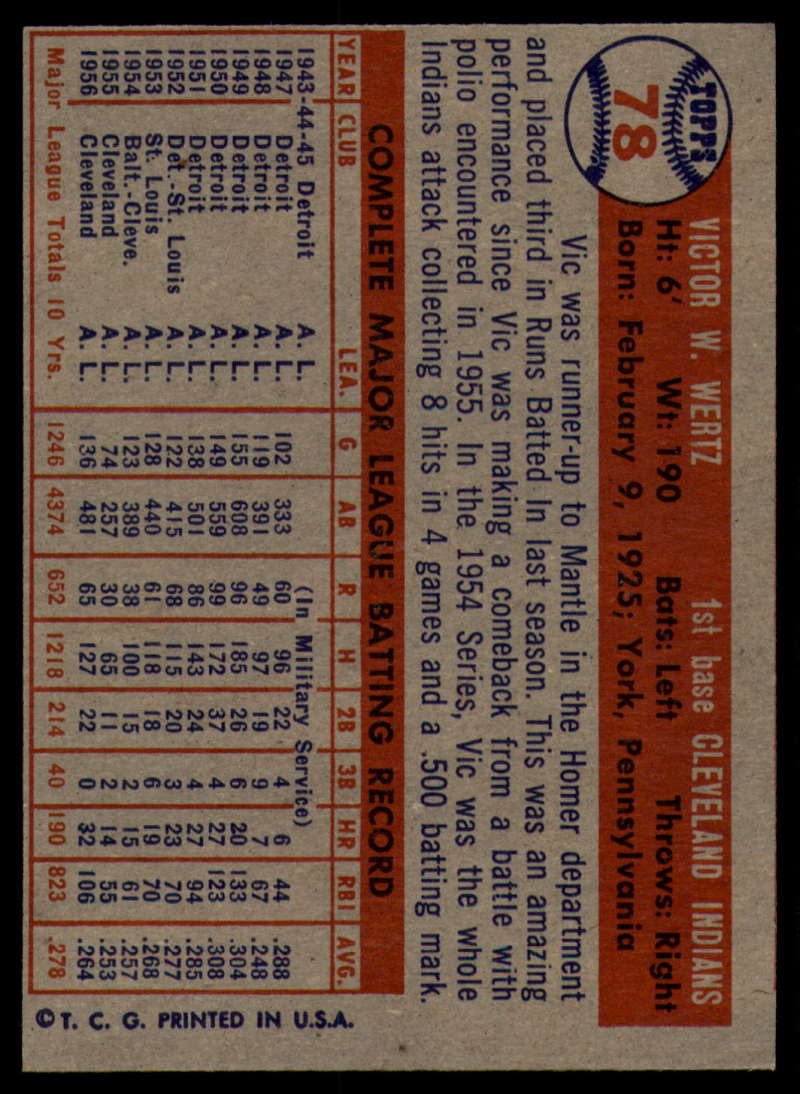 TOPPS
78
VICTOR W. WERTZ 1st base CLEVELAND INDIANS
Ht: 6' Wt: 190 Bats: Left Throws: Right
Born: February 9, 1925; York, Pennsylvania
Vic was runner-up to Mantle in the Homer department
and placed third in Runs Batted In last season. This was an amazing
performance since Vic was making a comeback from a battle with
polio encountered in 1955. In the 1954 Series, Vic was the whole
Indians attack collecting 8 hits in 4 games and a .500 batting mark.
COMPLETE MAJOR LEAGUE BATTING RECORD
YEAR CLUB LEA. G AB R H 2B 3B HR RBI AVG.
1943-44-45 Detroit A. L. (In Military Service)
1947 Detroit A. L. 102 333 60 96 22 4 6 44 .288
1948 Detroit A. L. 119 391 49 97 19 9 7 67 .248
1949 Detroit A. L. 155 608 96 185 26 6 20 133 .304
1950 Detroit A. L. 149 559 99 172 37 4 27 123 .308
1951 Detroit A. L. 138 501 86 143 24 4 27 94 .285
1952 Det.-St. Louis A. L. 122 415 68 115 20 3 23 70 .277
1953 St. Louis A. L. 128 440 61 118 18 6 19 70 .268
1954 Balt.-Cleve. A. L. 123 389 38 100 15 2 15 61 .257
1955 Cleveland A. L. 74 257 30 65 11 2 14 55 .253
1956 Cleveland A. L. 136 481 65 127 22 0 32 106 .264
Major League Totals 10 Yrs. 1246 4374 652 1218 214 40 190 823 .278
© T. C. G. PRINTED IN U.S.A.